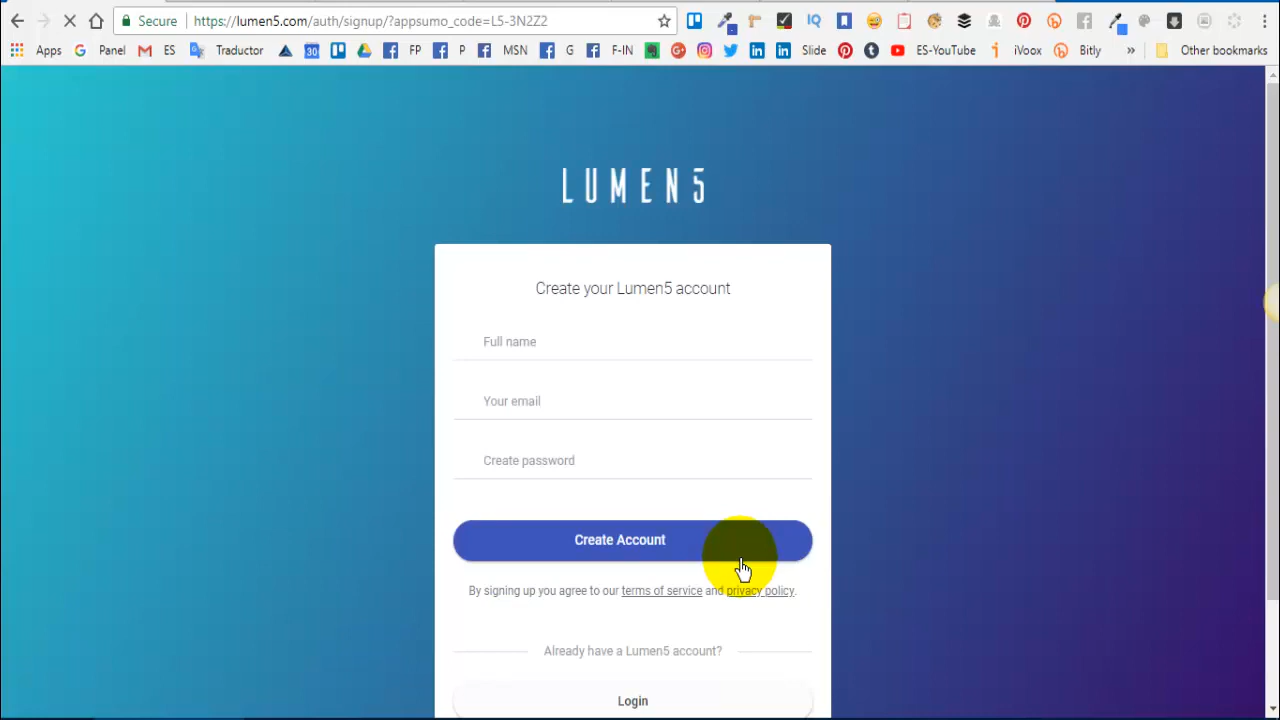 Secure https://lumen5.com/auth/signup/?appsumo_code=L5-3N2Z2
Apps Panel ES Traductor 30 FP P MSN G F-IN Slide ES-YouTube iVoox Bitly » Other bookmarks
LUMEN5
Create your Lumen5 account
Full name
Your email
Create password
Create Account
By signing up you agree to our terms of service and privacy policy.
Already have a Lumen5 account?
Login